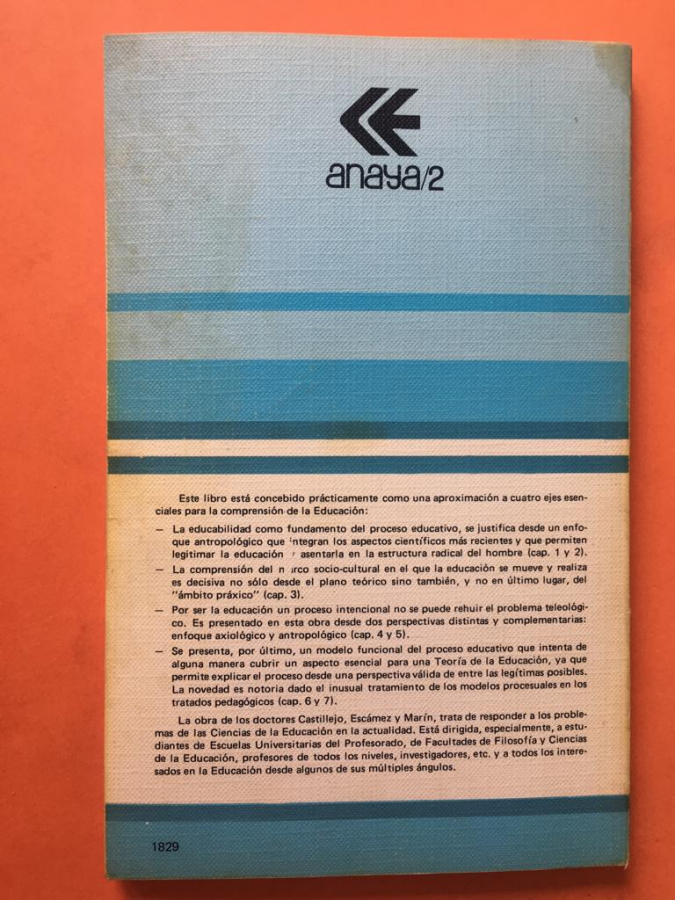 anaya/2
Este libro está concebido prácticamente como una aproximación a cuatro ejes esen-
ciales para la comprensión de la Educación:
— La educabilidad como fundamento del proceso educativo, se justifica desde un enfo-
que antropológico que integran los aspectos científicos más recientes y que permiten
legitimar la educación asentarla en la estructura radical del hombre (cap. 1 y 2).
— La comprensión del marco socio-cultural en el que la educación se mueve y realiza
es decisiva no sólo desde el plano teórico sino también, y no en último lugar, del
"ámbito práxico" (cap. 3).
— Por ser la educación un proceso intencional no se puede rehuir el problema teleológi-
co. Es presentado en esta obra desde dos perspectivas distintas y complementarias:
enfoque axiológico y antropológico (cap. 4 y 5).
— Se presenta, por último, un modelo funcional del proceso educativo que intenta de
alguna manera cubrir un aspecto esencial para una Teoría de la Educación, ya que
permite explicar el proceso desde una perspectiva válida de entre las legítimas posibles.
La novedad es notoria dado el inusual tratamiento de los modelos procesuales en los
tratados pedagógicos (cap. 6 y 7).
La obra de los doctores Castillejo, Escámez y Marín, trata de responder a los proble-
mas de las Ciencias de la Educación en la actualidad. Está dirigida, especialmente, a estu-
diantes de Escuelas Universitarias del Profesorado, de Facultades de Filosofía y Ciencias
de la Educación, profesores de todos los niveles, investigadores, etc. y a todos los intere-
sados en la Educación desde algunos de sus múltiples ángulos.
1829